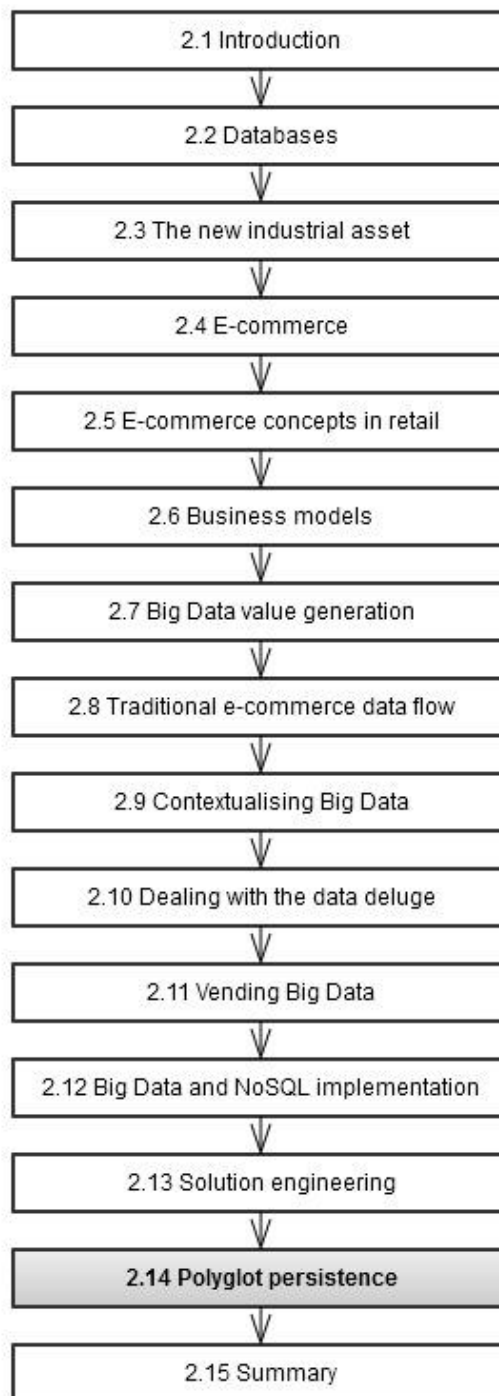 2.1 Introduction
2.2 Databases
2.3 The new industrial asset
2.4 E-commerce
2.5 E-commerce concepts in retail
2.6 Business models
2.7 Big Data value generation
2.8 Traditional e-commerce data flow
2.9 Contextualising Big Data
2.10 Dealing with the data deluge
2.11 Vending Big Data
2.12 Big Data and NoSQL implementation
2.13 Solution engineering
2.14 Polyglot persistence
2.15 Summary